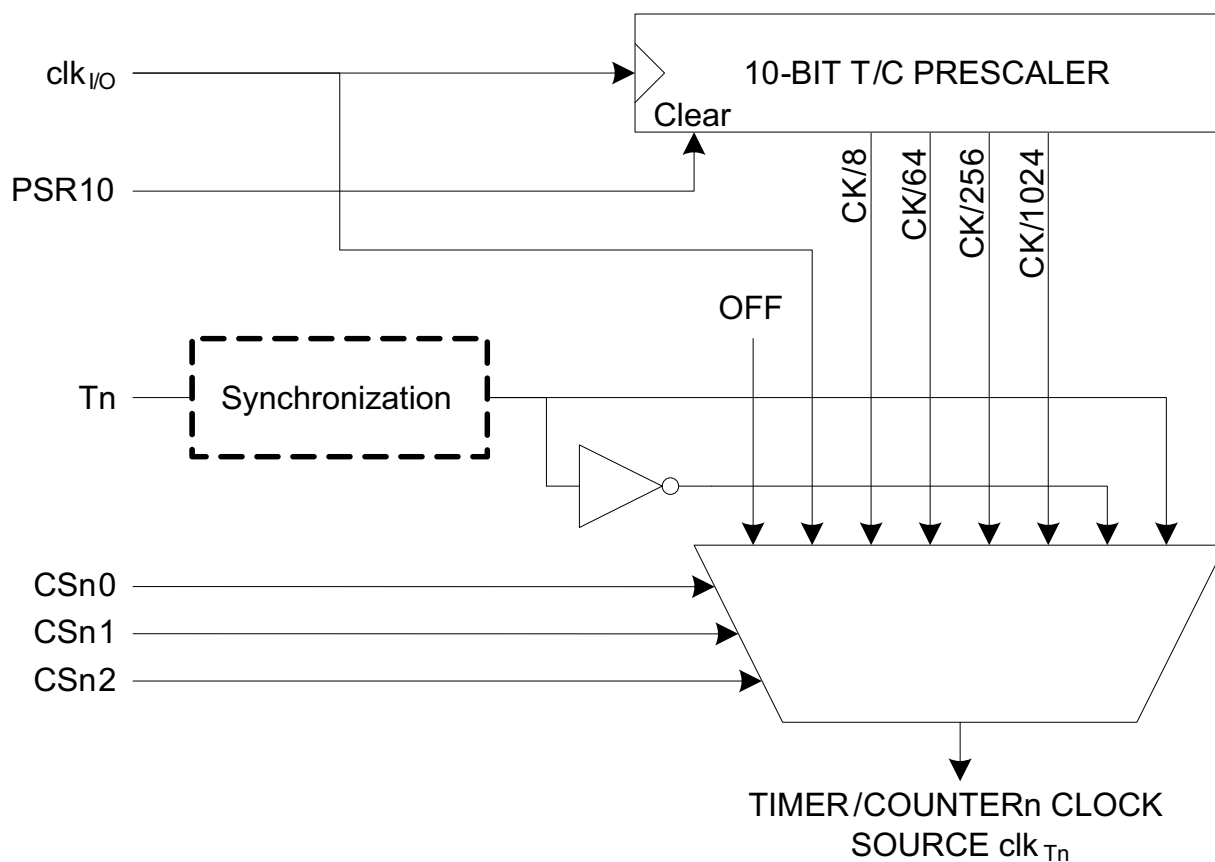 clkI/O
10-BIT T/C PRESCALER
Clear
PSR10
CK/8
CK/64
CK/256
CK/1024
OFF
Tn
Synchronization
CSn0
CSn1
CSn2
TIMER/COUNTERn CLOCK
SOURCE clkTn